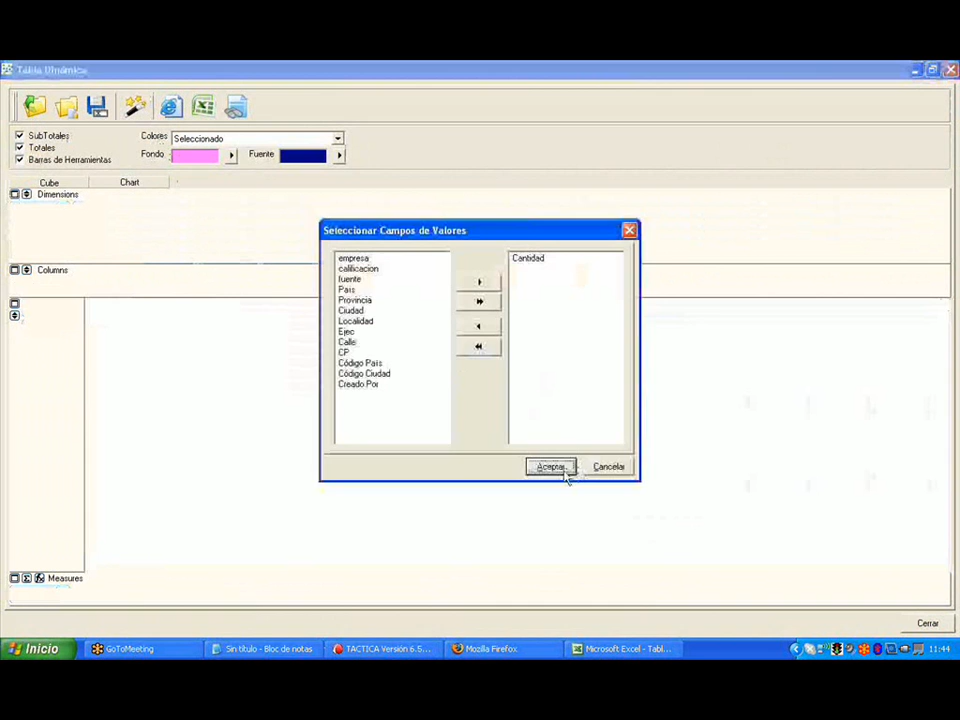 Tabla Dinámica
SubTotales
Totales
Barras de Herramientas
Colores
Seleccionado
Fondo
Fuente
Cube
Chart
Dimensions
Columns
Seleccionar Campos de Valores
empresa
calificacion
fuente
Pais
Provincia
Ciudad
Localidad
Ejec
Calle
CP
Código Pais
Código Ciudad
Creado Por
Cantidad
Aceptar
Cancelar
Measures
Cerrar
Inicio
GoToMeeting
Sin título - Bloc de notas
TACTICA Versión 6.5...
Mozilla Firefox
Microsoft Excel - Tabl...
11:44